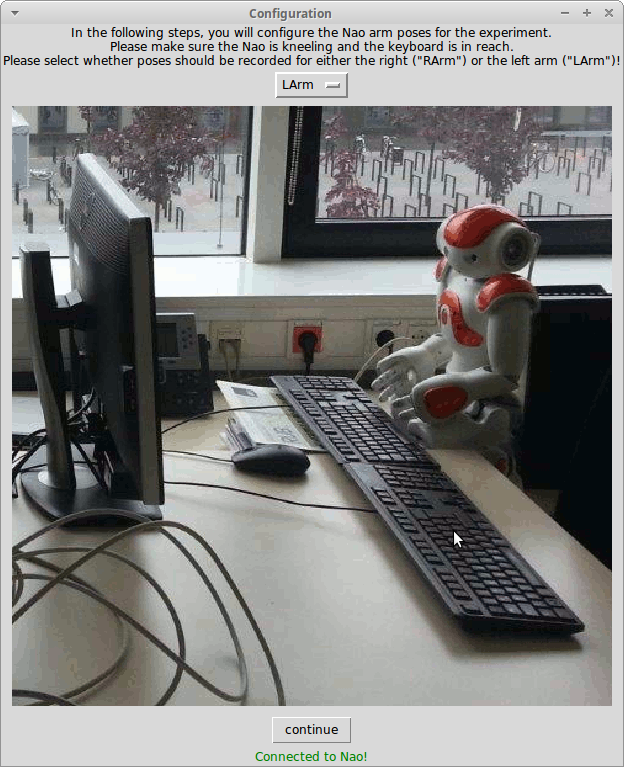 Configuration
In the following steps, you will configure the Nao arm poses for the experiment.
Please make sure the Nao is kneeling and the keyboard is in reach.
Please select whether poses should be recorded for either the right ("RArm") or the left arm ("LArm")!
LArm
continue
Connected to Nao!